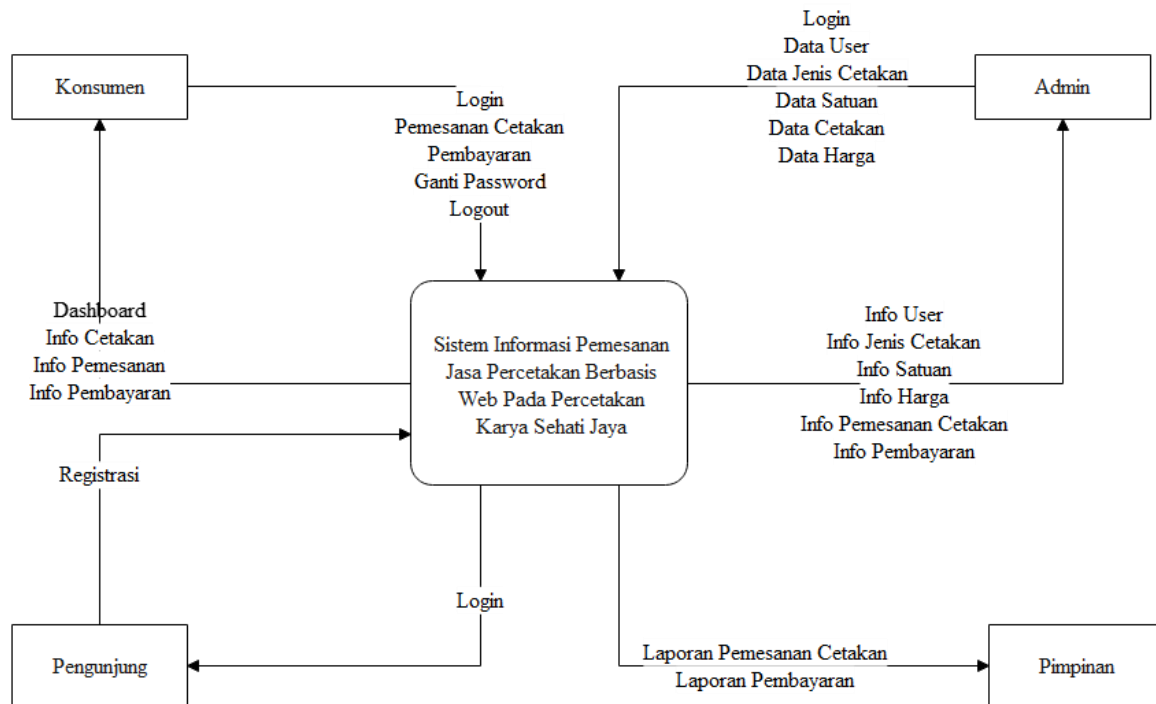 Konsumen
Login
Pemesanan Cetakan
Pembayaran
Ganti Password
Logout
Login
Data User
Data Jenis Cetakan
Data Satuan
Data Cetakan
Data Harga
Admin
Dashboard
Info Cetakan
Info Pemesanan
Info Pembayaran
Sistem Informasi Pemesanan
Jasa Percetakan Berbasis
Web Pada Percetakan
Karya Sehati Jaya
Info User
Info Jenis Cetakan
Info Satuan
Info Harga
Info Pemesanan Cetakan
Info Pembayaran
Registrasi
Login
Pengunjung
Laporan Pemesanan Cetakan
Laporan Pembayaran
Pimpinan